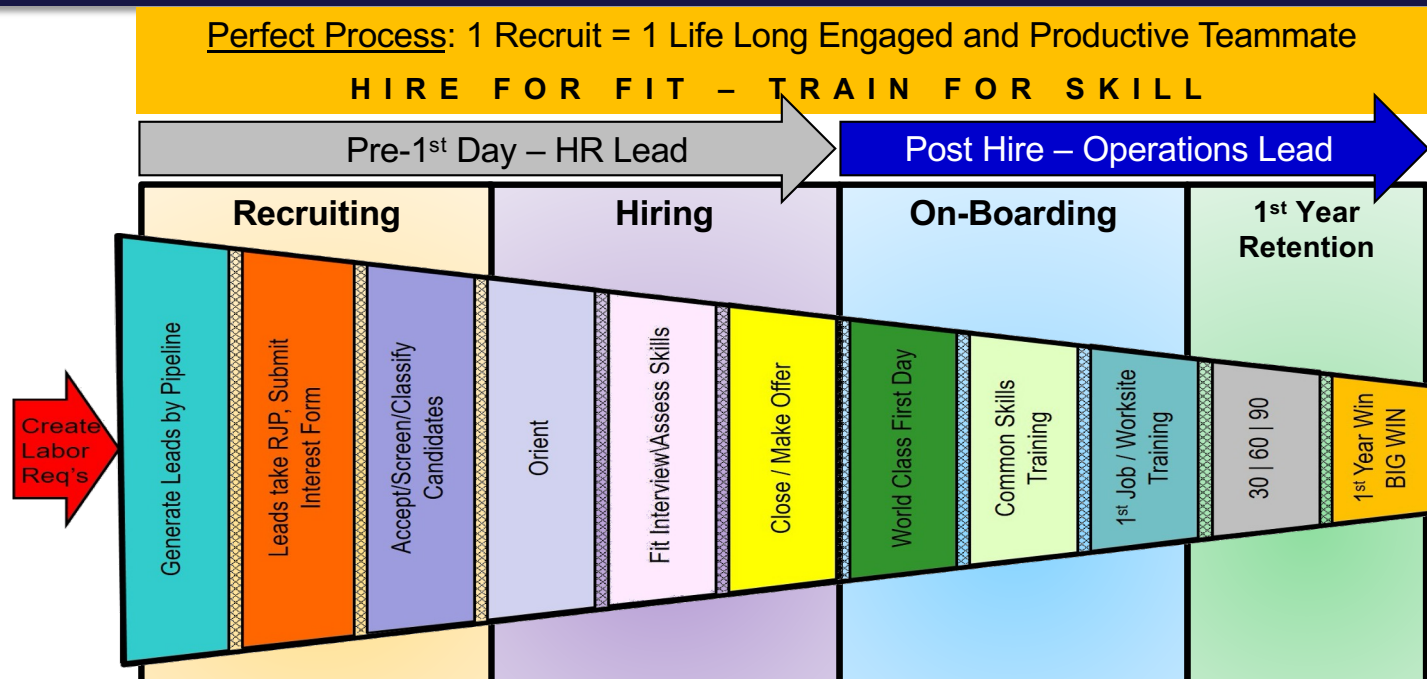 Perfect Process: 1 Recruit = 1 Life Long Engaged and Productive Teammate
HIRE FOR FIT – TRAIN FOR SKILL
Pre-1st Day – HR Lead
Post Hire – Operations Lead
Recruiting
Hiring
On-Boarding
1st Year
Retention
Create
Labor
Req's
Generate Leads by Pipeline
Leads take RJP, Submit
Interest Form
Accept/Screen/Classify
Candidates
Orient
Fit Interview\Assess Skills
Close / Make Offer
World Class First Day
Common Skills
Training
1st Job / Worksite
Training
30 | 60 | 90
1st Year Win
BIG WIN